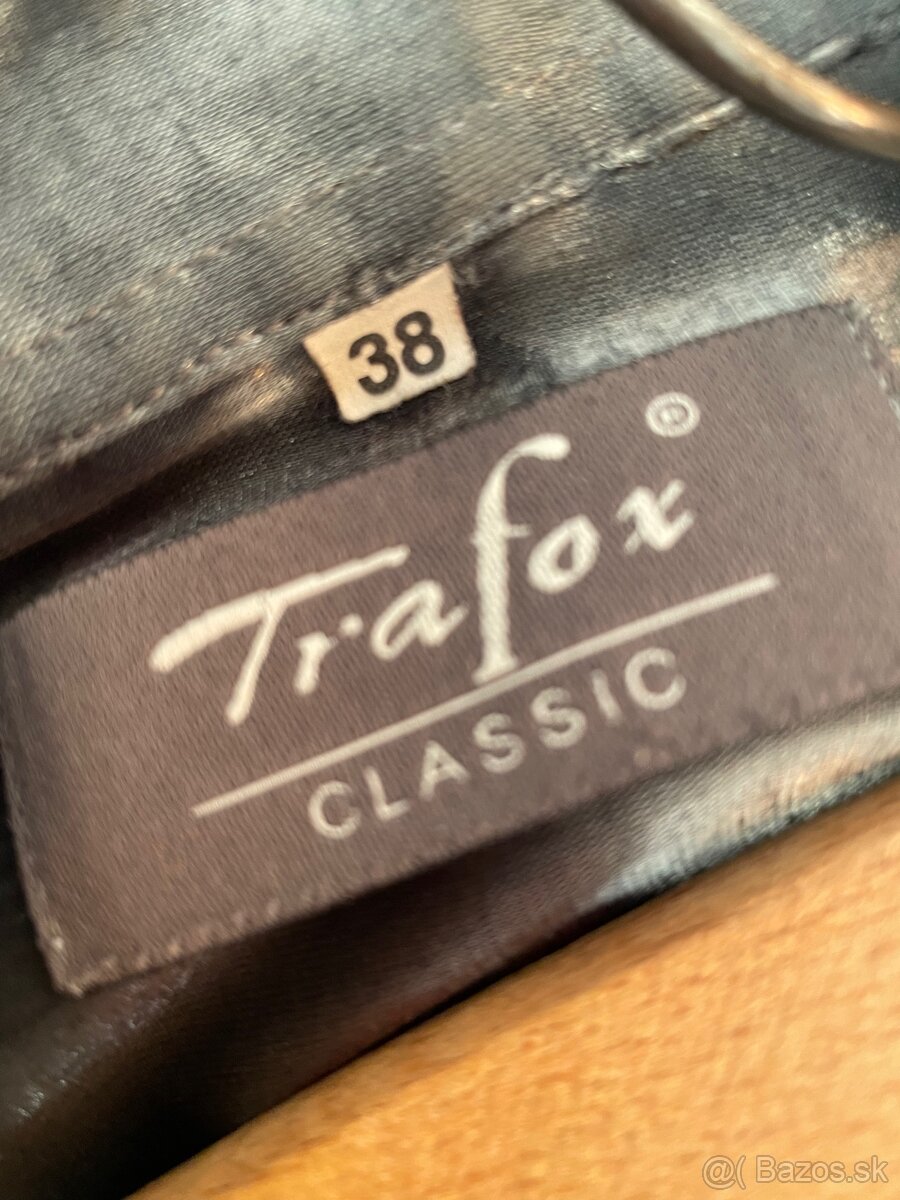 38
Trafox ®
CLASSIC
@( Bazos.sk